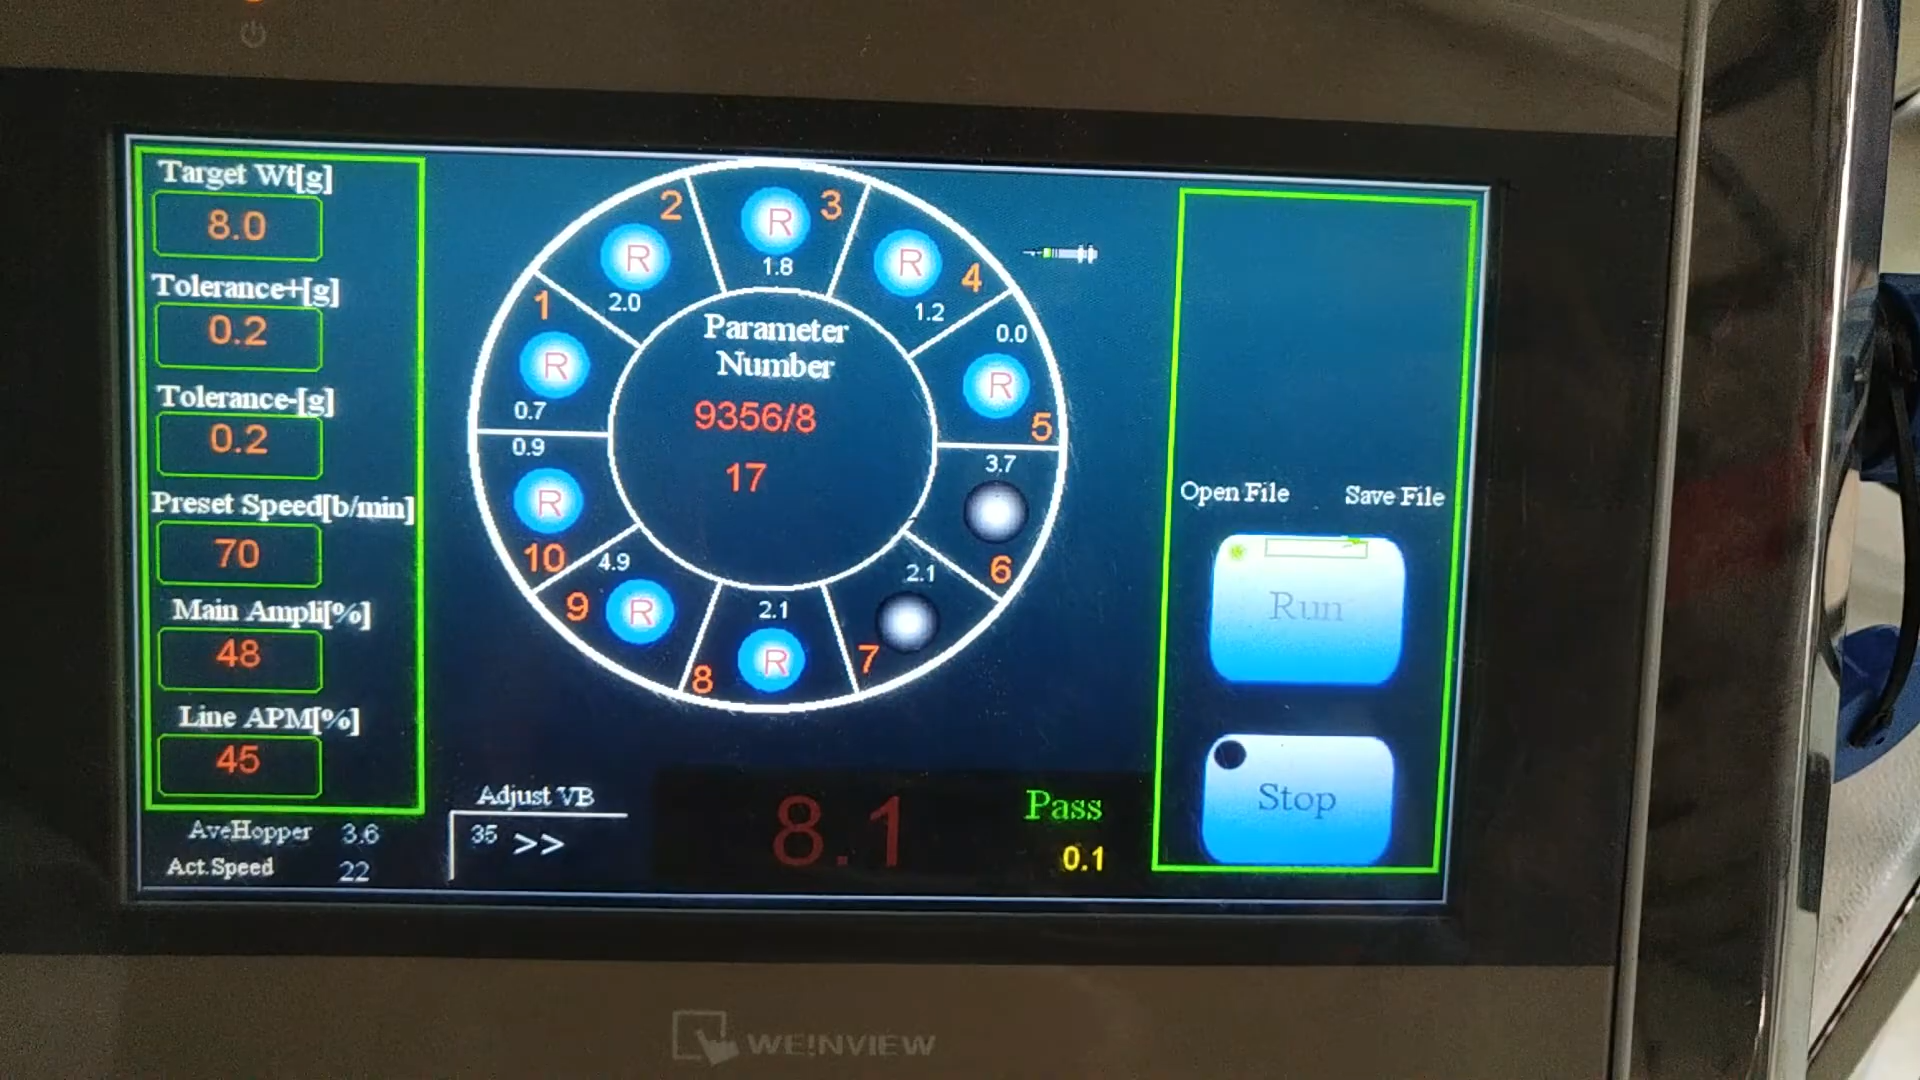 Target Wt[g]
8.0
Tolerance+[g]
0.2
Tolerance-[g]
0.2
Preset Speed[b/min]
70
Main Ampli[%]
48
Line APM[%]
45
AveHopper 3.6
Act.Speed 22
1
R
0.7
2
R
2.0
3
R
1.8
4
R
1.2
0.0
R
5
3.7
6
2.1
7
2.1
R
8
4.9
R
9
0.9
R
10
Parameter
Number
9356/8
17
Adjust VB
35 >>
8.1
Pass
0.1
Open File Save File
Run
Stop
WEINVIEW